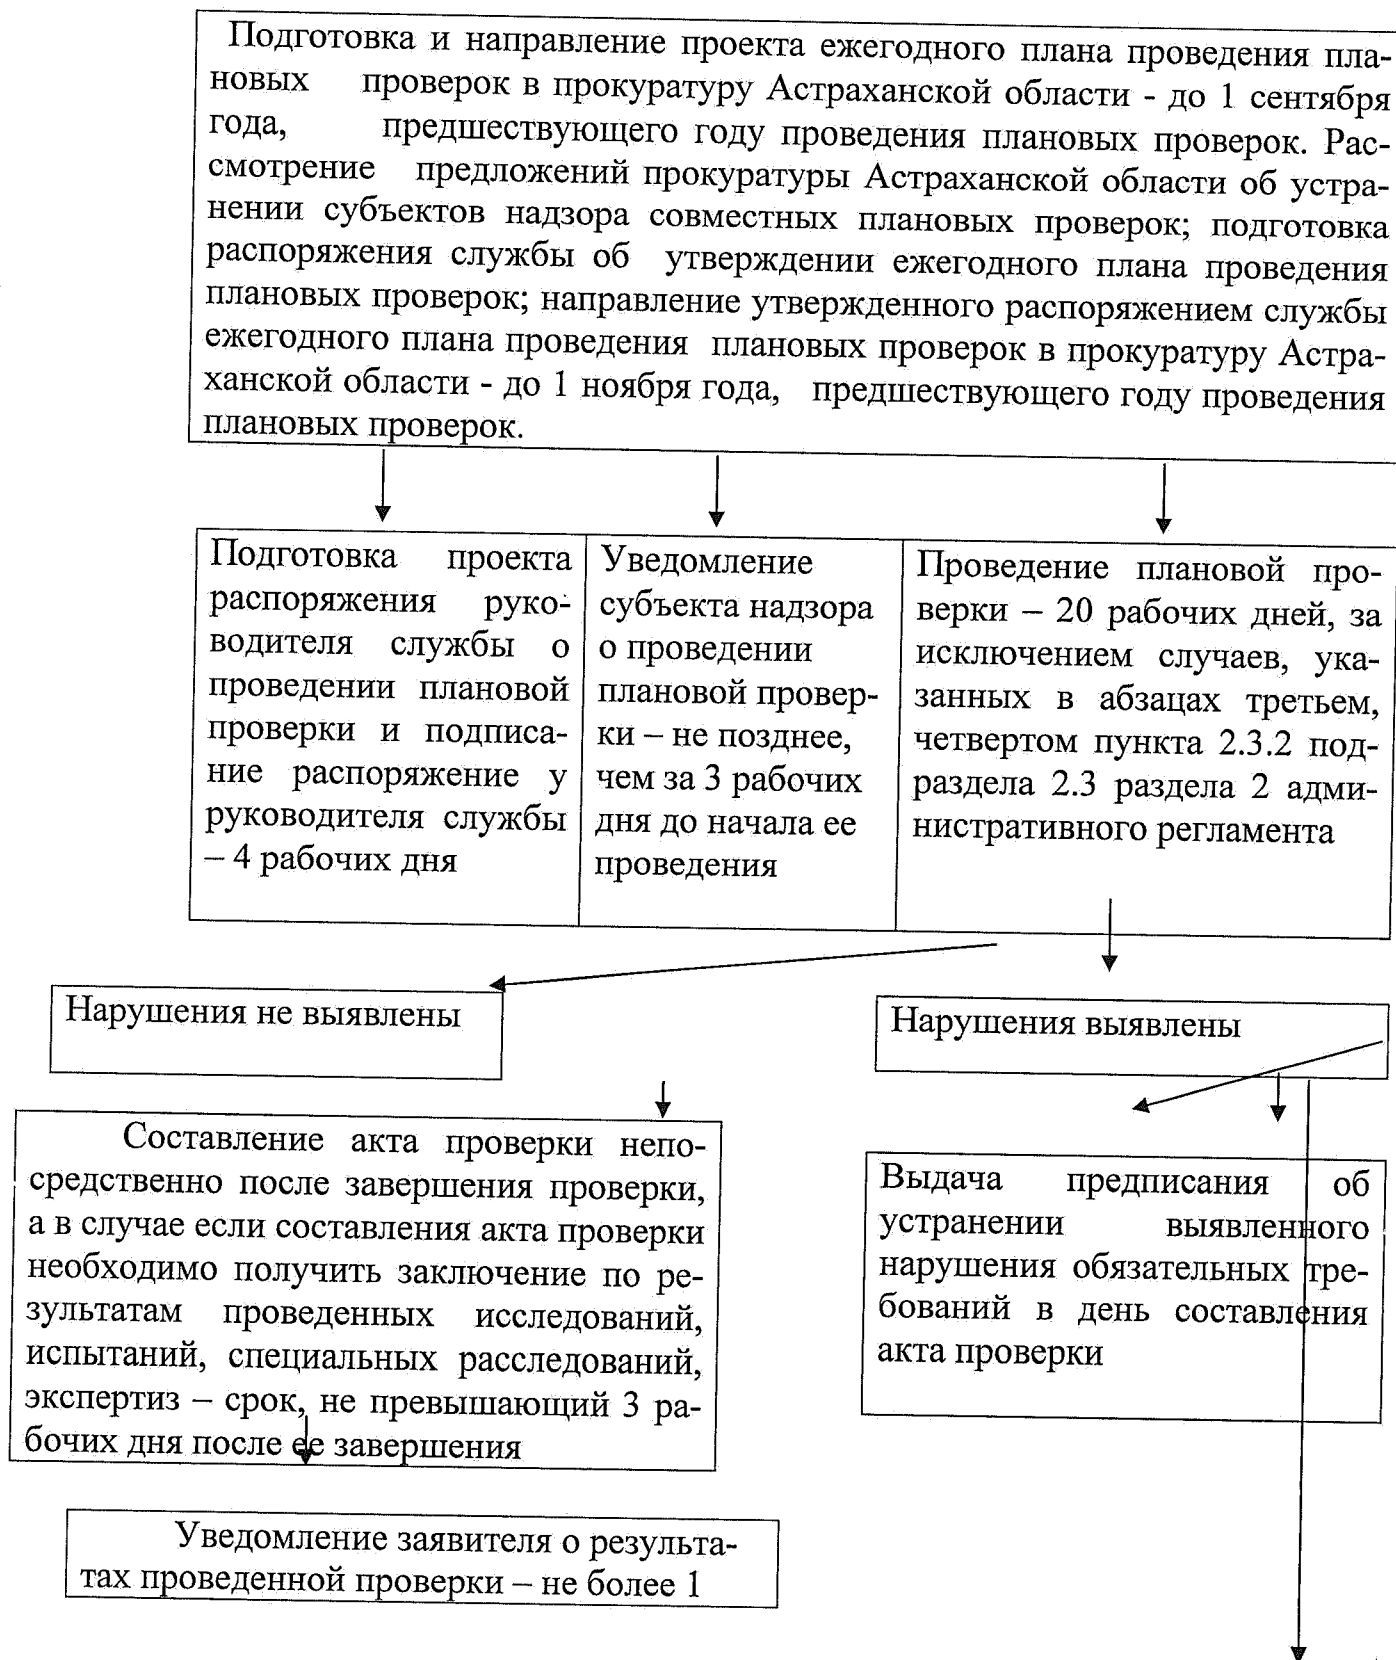 Подготовка и направление проекта ежегодного плана проведения пла-
новых проверок в прокуратуру Астраханской области - до 1 сентября
года, предшествующего году проведения плановых проверок. Рас-
смотрение предложений прокуратуры Астраханской области об устра-
нении субъектов надзора совместных плановых проверок; подготовка
распоряжения службы об утверждении ежегодного плана проведения
плановых проверок; направление утвержденного распоряжением службы
ежегодного плана проведения плановых проверок в прокуратуру Астра-
ханской области - до 1 ноября года, предшествующего году проведения
плановых проверок.
Подготовка проекта
распоряжения руко-
водителя службы о
проведении плановой
проверки и подписа-
ние распоряжение у
руководителя службы
– 4 рабочих дня
Уведомление
субъекта надзора
о проведении
плановой провер-
ки – не позднее,
чем за 3 рабочих
дня до начала ее
проведения
Проведение плановой про-
верки – 20 рабочих дней, за
исключением случаев, ука-
занных в абзацах третьем,
четвертом пункта 2.3.2 под-
раздела 2.3 раздела 2 адми-
нистративного регламента
Нарушения не выявлены
Нарушения выявлены
Составление акта проверки непо-
средственно после завершения проверки,
а в случае если составления акта проверки
необходимо получить заключение по ре-
зультатам проведенных исследований,
испытаний, специальных расследований,
экспертиз – срок, не превышающий 3 ра-
бочих дня после ее завершения
Выдача предписания об
устранении выявленного
нарушения обязательных тре-
бований в день составления
акта проверки
Уведомление заявителя о результа-
тах проведенной проверки – не более 1